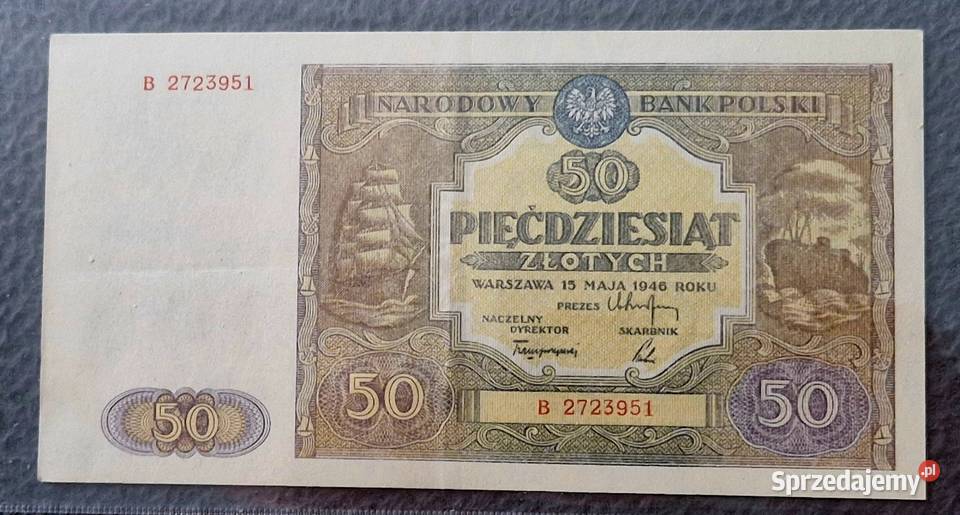 B 2723951
NARODOWY BANK POLSKI
50
PIĘĆDZIESIĄT
ZŁOTYCH
WARSZAWA 15 MAJA 1946 ROKU
PREZES
NACZELNY
DYREKTOR
SKARBNIK
50
50
B 2723951
50
Sprzedajemy.pl